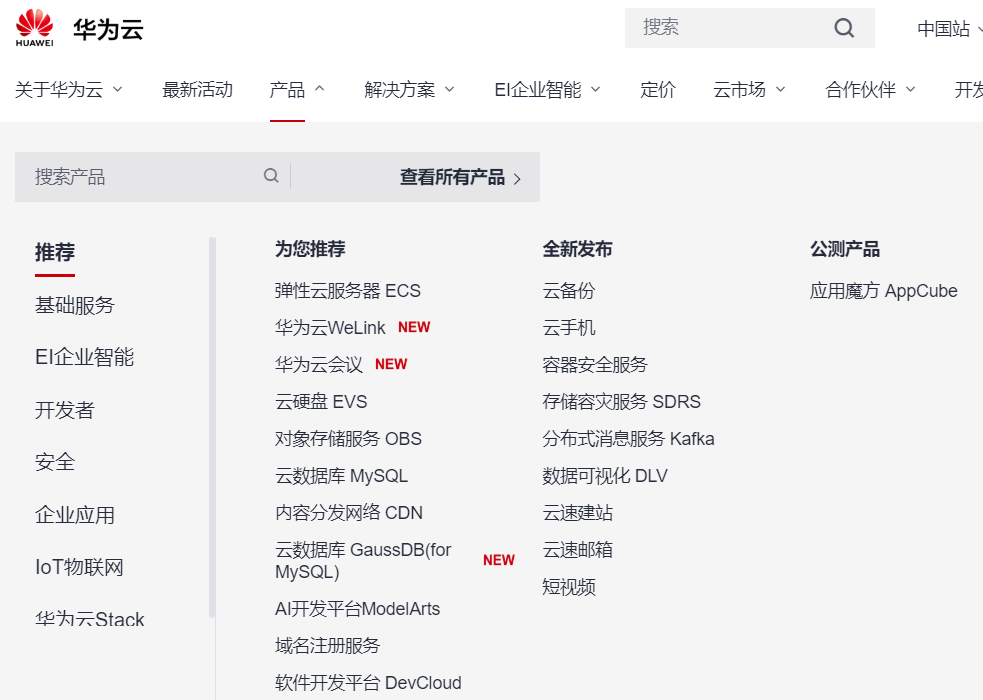 HUAWEI
华为云
搜索
中国站
关于华为云
最新活动
产品
解决方案
EI企业智能
定价
云市场
合作伙伴
开发
搜索产品
查看所有产品
推荐
基础服务
EI企业智能
开发者
安全
企业应用
IoT物联网
华为云Stack
为您推荐
弹性云服务器 ECS
华为云WeLink NEW
华为云会议 NEW
云硬盘 EVS
对象存储服务 OBS
云数据库 MySQL
内容分发网络 CDN
云数据库 GaussDB(for
MySQL) NEW
AI开发平台ModelArts
域名注册服务
软件开发平台 DevCloud
全新发布
云备份
云手机
容器安全服务
存储容灾服务 SDRS
分布式消息服务 Kafka
数据可视化 DLV
云速建站
云速邮箱
短视频
公测产品
应用魔方 AppCube